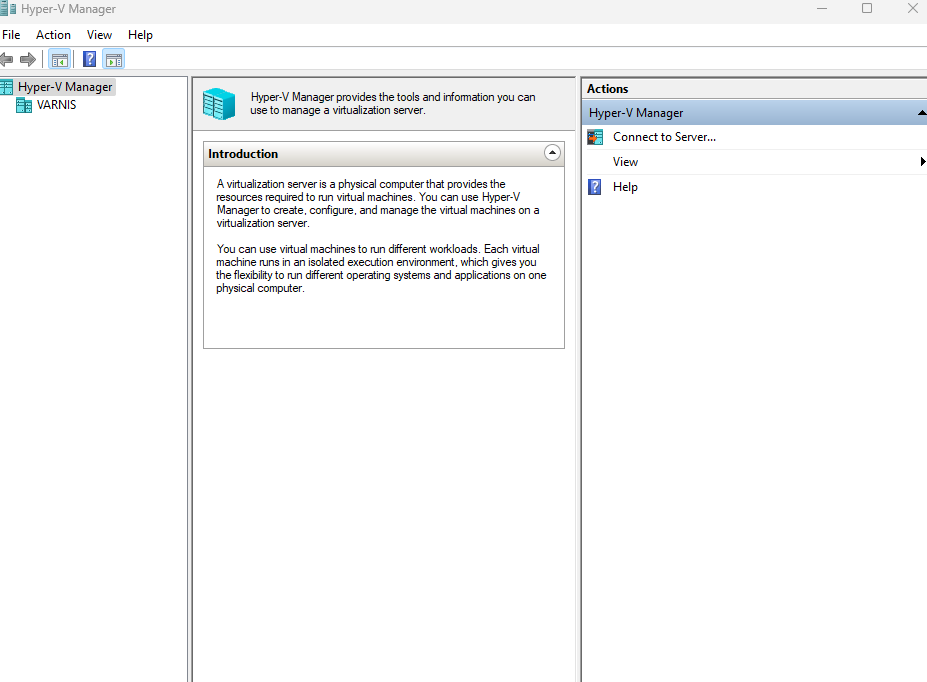 Hyper-V Manager
File Action View Help
Hyper-V Manager
VARNIS
Hyper-V Manager provides the tools and information you can
use to manage a virtualization server.
Introduction
A virtualization server is a physical computer that provides the
resources required to run virtual machines. You can use Hyper-V
Manager to create, configure, and manage the virtual machines on a
virtualization server.
You can use virtual machines to run different workloads. Each virtual
machine runs in an isolated execution environment, which gives you
the flexibility to run different operating systems and applications on one
physical computer.
Actions
Hyper-V Manager
Connect to Server...
View
Help